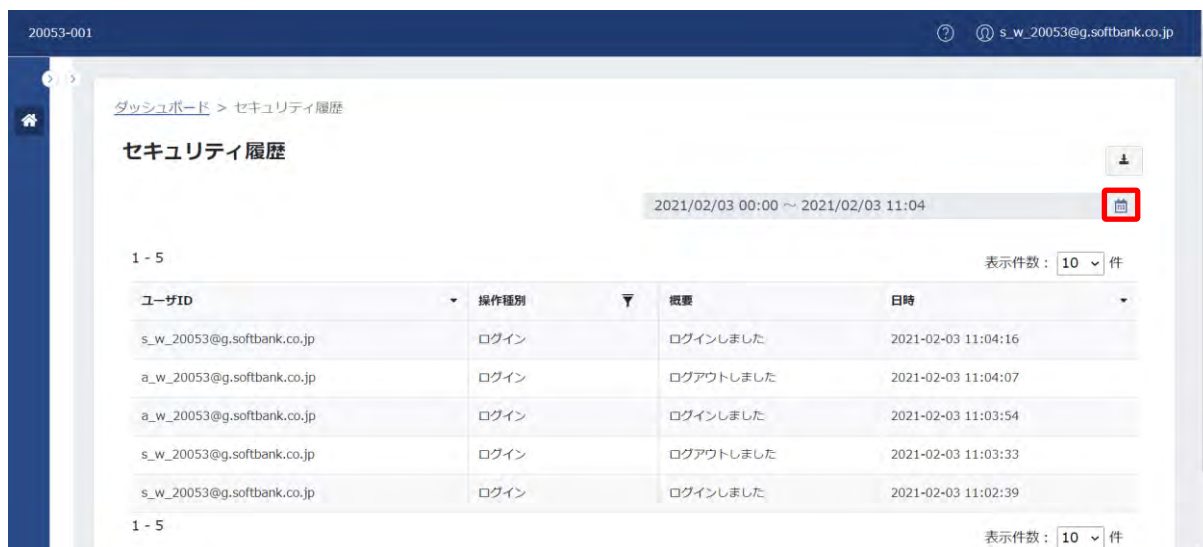 20053-001
s_w_20053@g.softbank.co.jp
ダッシュボード > セキュリティ履歴
セキュリティ履歴
2021/02/03 00:00 ~ 2021/02/03 11:04
1 - 5
表示件数： 10 件
ユーザID 操作種別 概要 日時
s_w_20053@g.softbank.co.jp ログイン ログインしました 2021-02-03 11:04:16
a_w_20053@g.softbank.co.jp ログイン ログアウトしました 2021-02-03 11:04:07
a_w_20053@g.softbank.co.jp ログイン ログインしました 2021-02-03 11:03:54
s_w_20053@g.softbank.co.jp ログイン ログアウトしました 2021-02-03 11:03:33
s_w_20053@g.softbank.co.jp ログイン ログインしました 2021-02-03 11:02:39
1 - 5
表示件数： 10 件